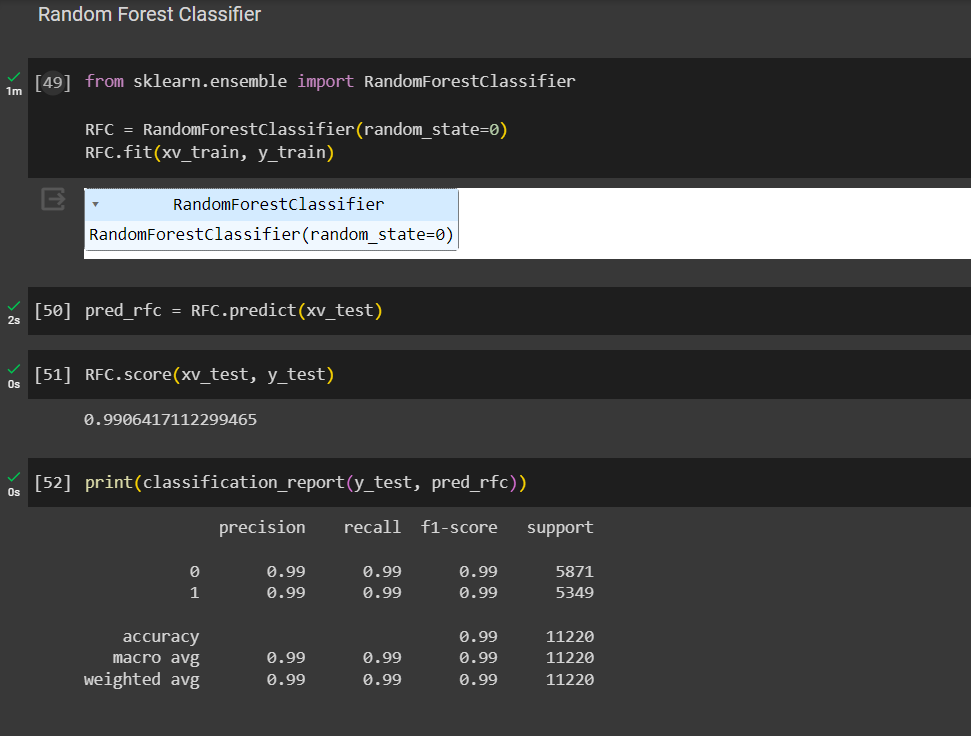 Random Forest Classifier
1m
[49] from sklearn.ensemble import RandomForestClassifier
RFC = RandomForestClassifier(random_state=0)
RFC.fit(xv_train, y_train)
RandomForestClassifier
RandomForestClassifier(random_state=0)
2s
[50] pred_rfc = RFC.predict(xv_test)
0s
[51] RFC.score(xv_test, y_test)
0.9906417112299465
0s
[52] print(classification_report(y_test, pred_rfc))
precision recall f1-score support
0 0.99 0.99 0.99 5871
1 0.99 0.99 0.99 5349
accuracy 0.99 11220
macro avg 0.99 0.99 0.99 11220
weighted avg 0.99 0.99 0.99 11220